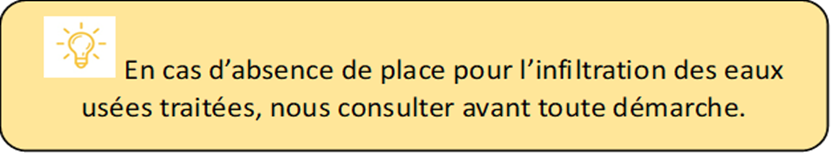 En cas d’absence de place pour l’infiltration des eaux
usées traitées, nous consulter avant toute démarche.